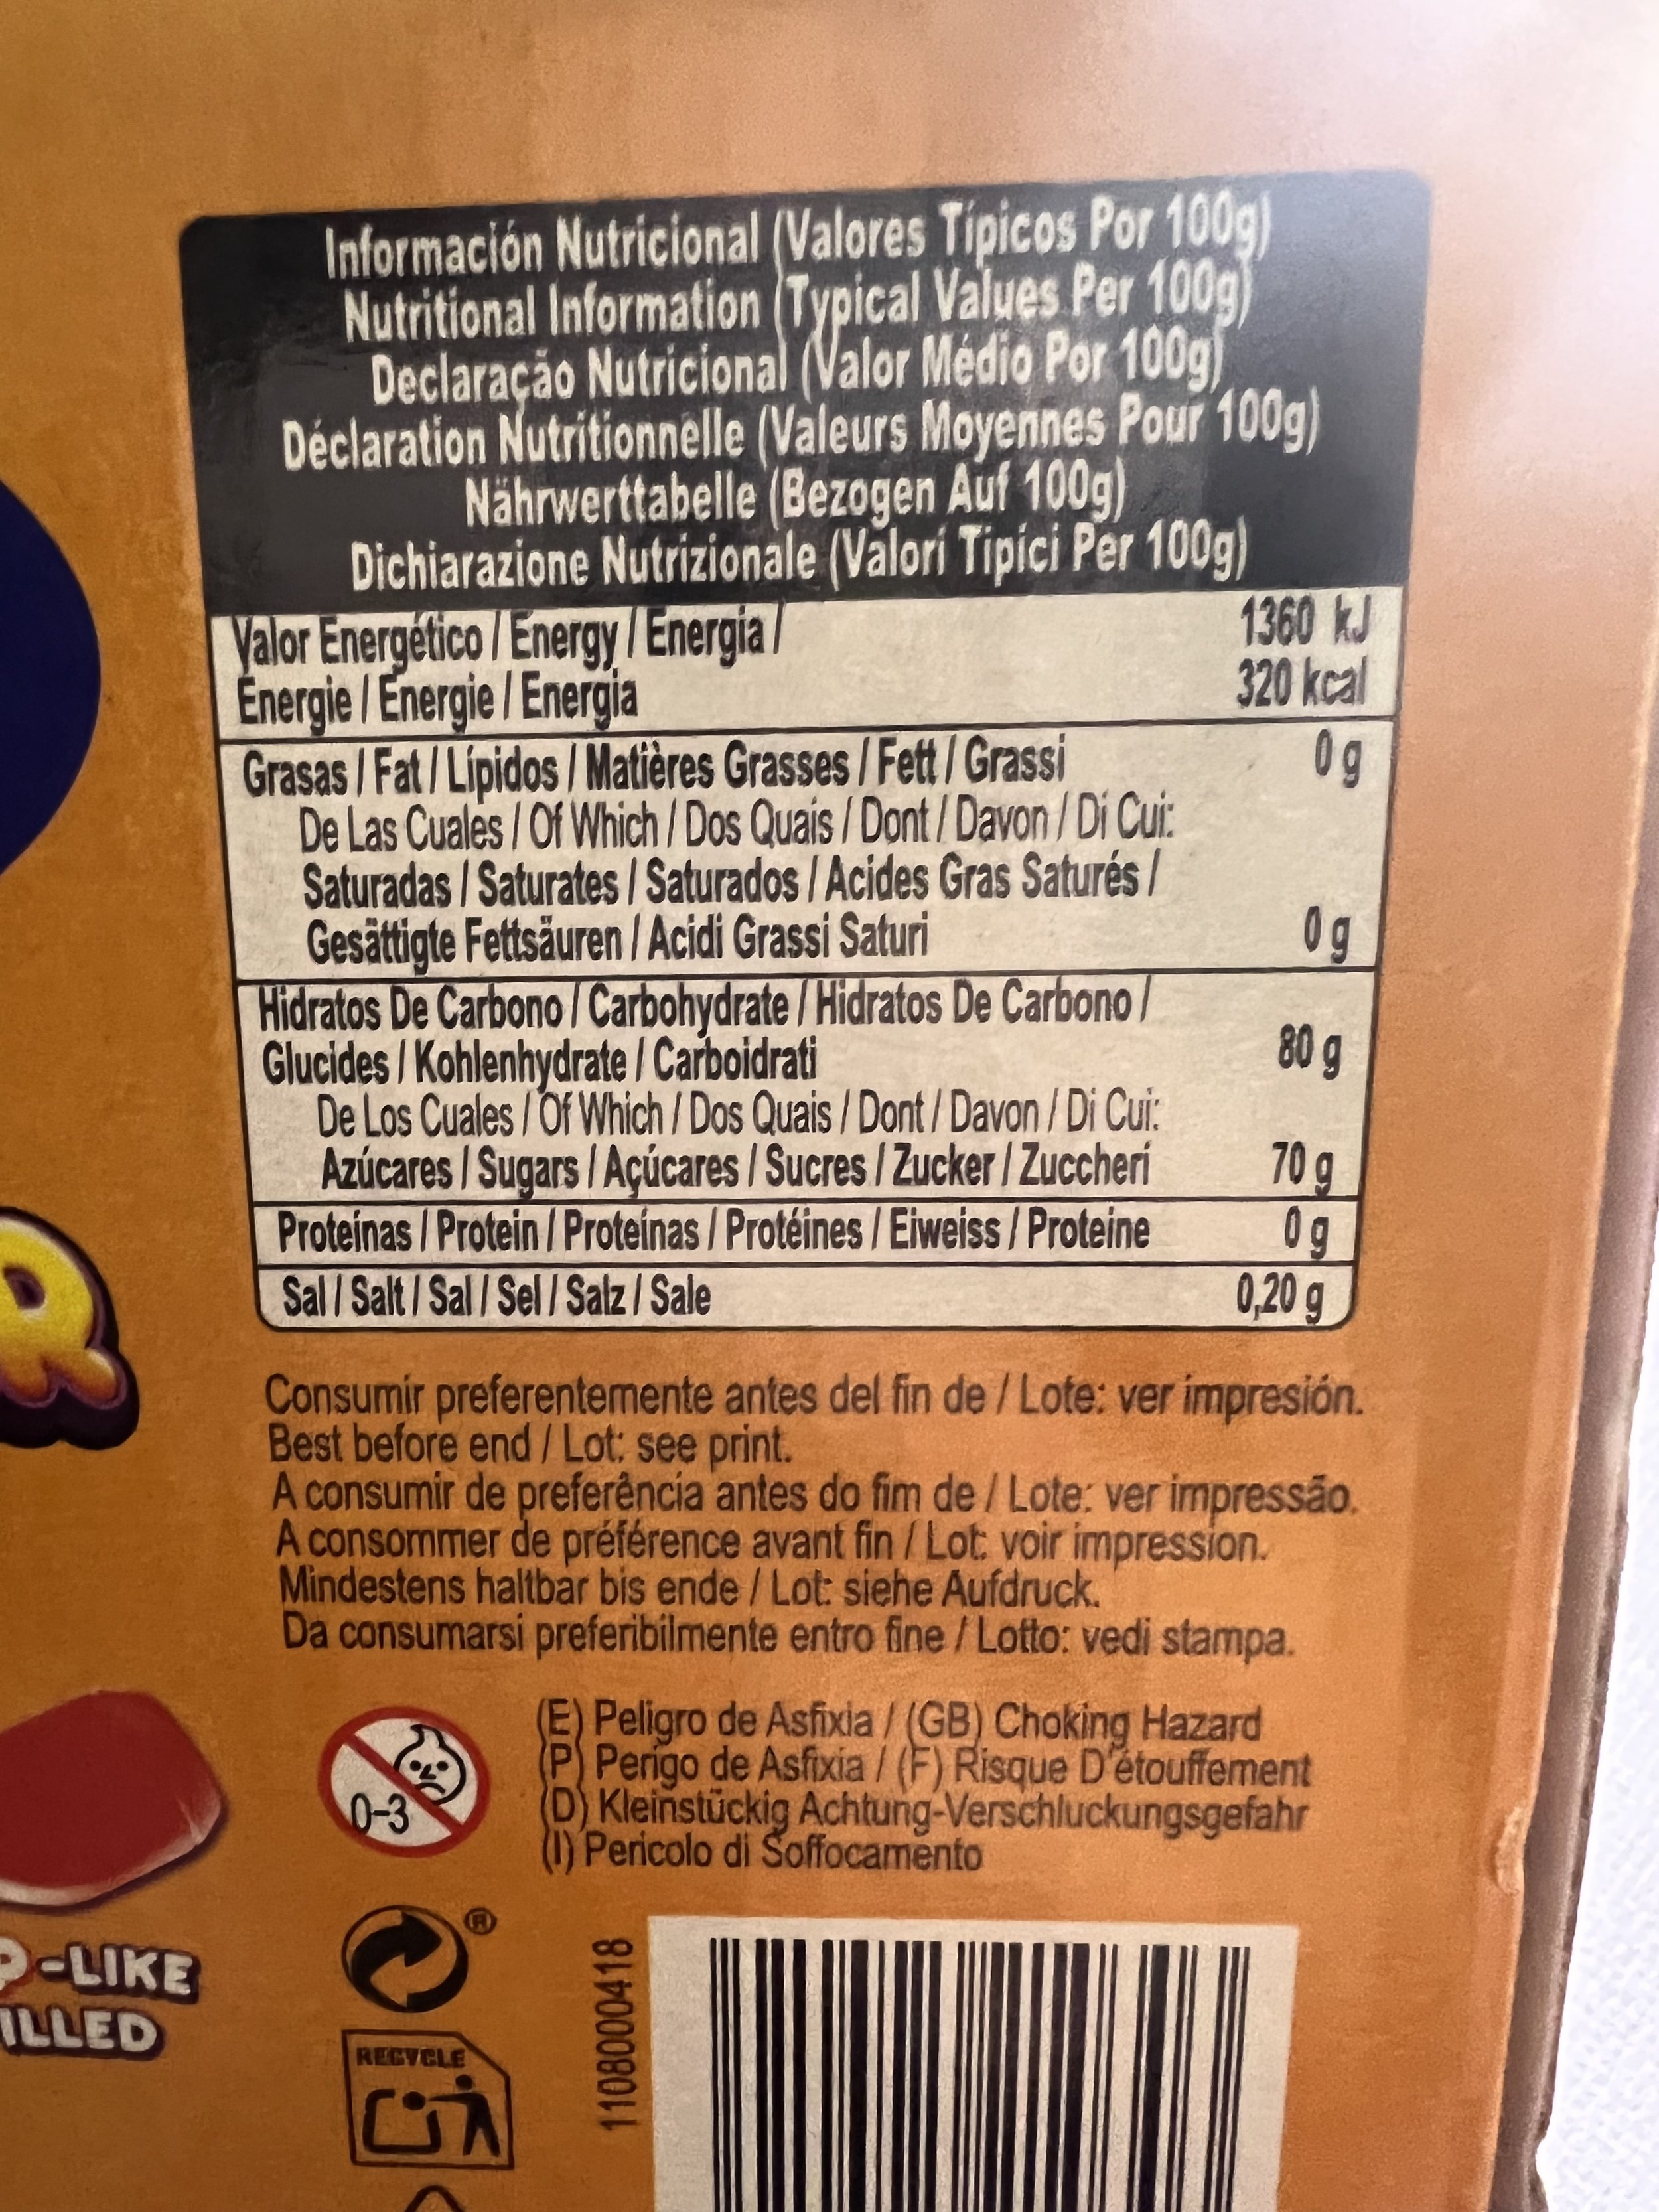 Información Nutricional (Valores Típicos Por 100g)
Nutritional Information (Typical Values Per 100g)
Declaração Nutricional (Valor Médio Por 100g)
Déclaration Nutritionnelle (Valeurs Moyennes Pour 100g)
Nährwerttabelle (Bezogen Auf 100g)
Dichiarazione Nutrizionale (Valori Tipici Per 100g)
Valor Energético / Energy / Energia / 1360 kJ
Énergie / Energie / Energia 320 kcal
Grasas / Fat / Lípidos / Matières Grasses / Fett / Grassi 0 g
De Las Cuales / Of Which / Dos Quais / Dont / Davon / Di Cui:
Saturadas / Saturates / Saturados / Acides Gras Saturés /
Gesättigte Fettsäuren / Acidi Grassi Saturi 0 g
Hidratos De Carbono / Carbohydrate / Hidratos De Carbono /
Glucides / Kohlenhydrate / Carboidrati 80 g
De Los Cuales / Of Which / Dos Quais / Dont / Davon / Di Cui:
Azúcares / Sugars / Açúcares / Sucres / Zucker / Zuccheri 70 g
Proteínas / Protein / Proteínas / Protéines / Eiweiss / Proteine 0 g
Sal / Salt / Sal / Sel / Salz / Sale 0,20 g
Consumir preferentemente antes del fin de / Lote: ver impresión.
Best before end / Lot: see print.
A consumir de preferência antes do fim de / Lote: ver impressão.
A consommer de préférence avant fin / Lot: voir impression.
Mindestens haltbar bis ende / Lot: siehe Aufdruck.
Da consumarsi preferibilmente entro fine / Lotto: vedi stampa.
0-3
(E) Peligro de Asfixia / (GB) Choking Hazard
(P) Perigo de Asfixia / (F) Risque D'étouffement
(D) Kleinstückig Achtung-Verschluckungsgefahr
(I) Pericolo di Soffocamento
-LIKE
ILLED
®
RECYCLE
1108000418